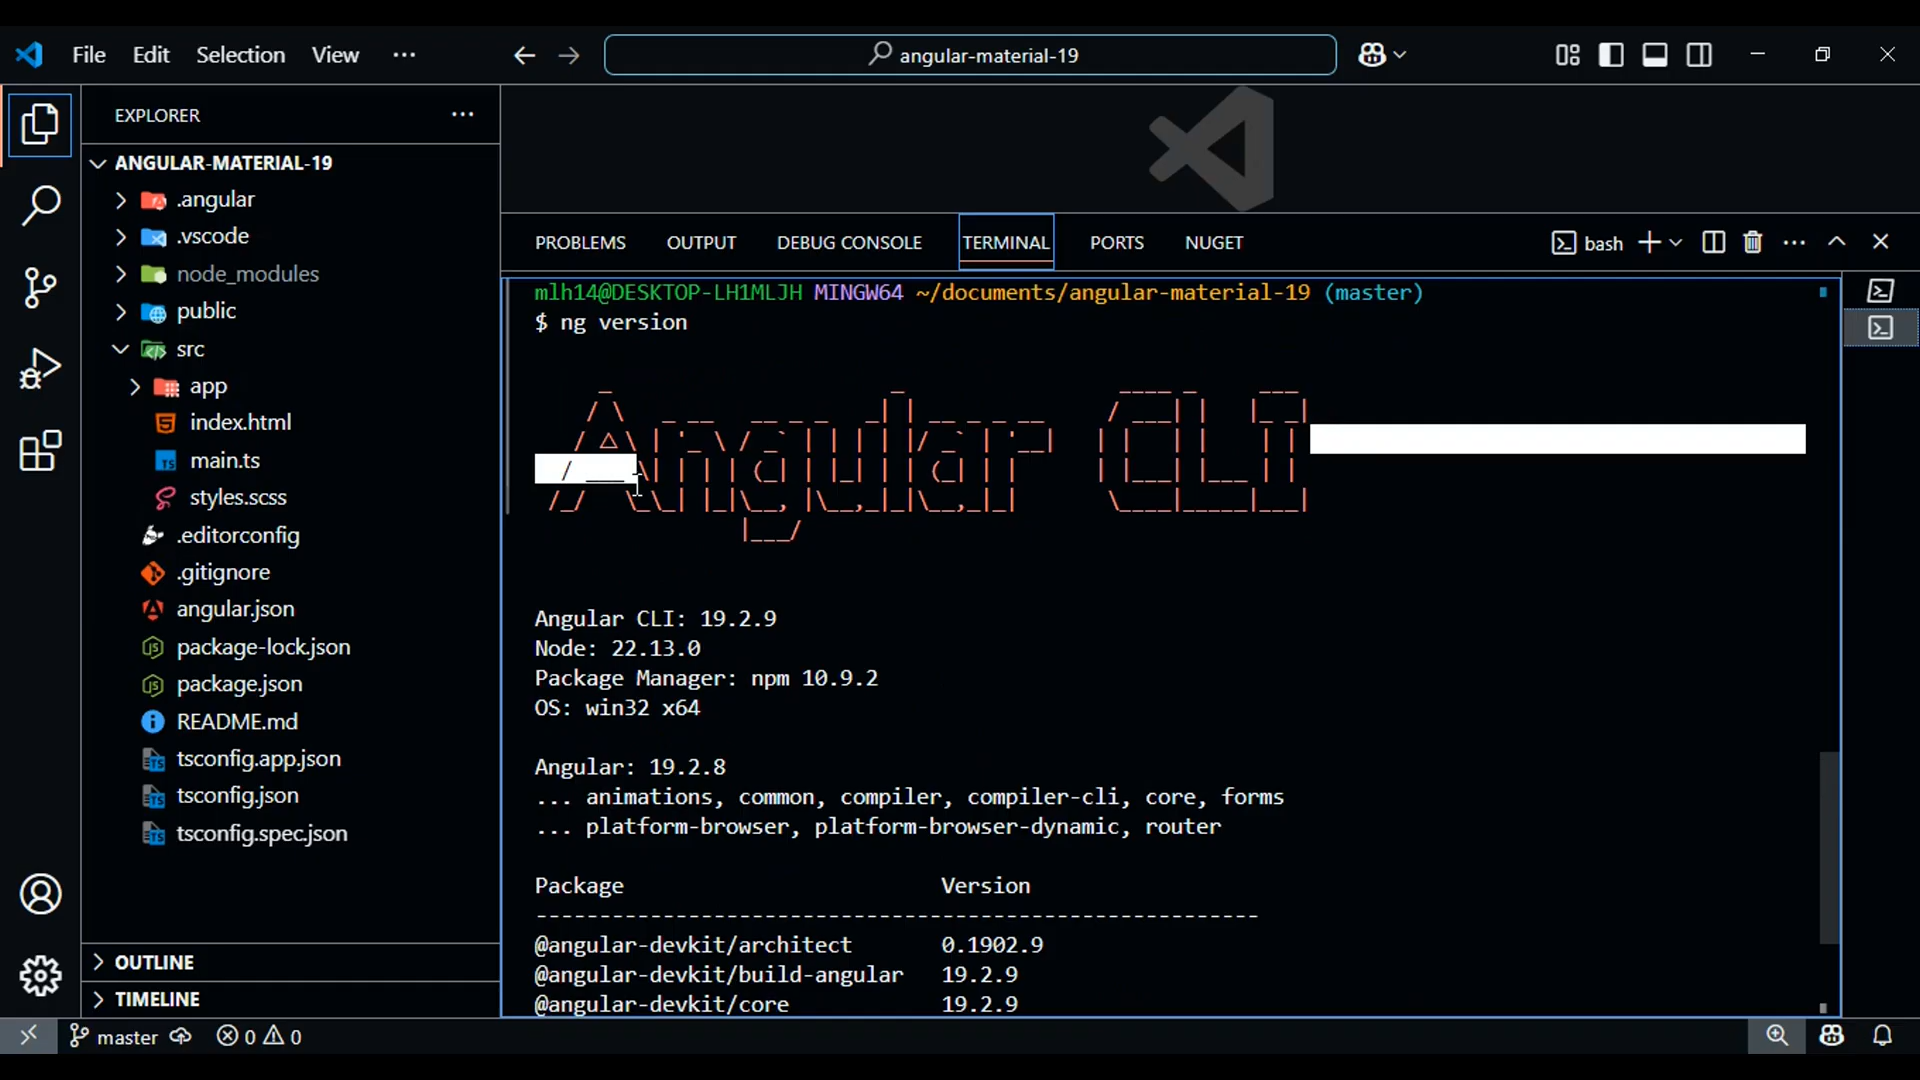 File Edit Selection View ...
angular-material-19
EXPLORER
ANGULAR-MATERIAL-19
.angular
.vscode
node_modules
public
src
app
index.html
main.ts
styles.scss
.editorconfig
.gitignore
angular.json
package-lock.json
package.json
README.md
tsconfig.app.json
tsconfig.json
tsconfig.spec.json
OUTLINE
TIMELINE
PROBLEMS OUTPUT DEBUG CONSOLE TERMINAL PORTS NUGET
bash
mlh14@DESKTOP-LH1MLJH MINGW64 ~/documents/angular-material-19 (master)
$ ng version
Angular CLI
Angular CLI: 19.2.9
Node: 22.13.0
Package Manager: npm 10.9.2
OS: win32 x64
Angular: 19.2.8
... animations, common, compiler, compiler-cli, core, forms
... platform-browser, platform-browser-dynamic, router
Package Version
---------------------------------------------------------
@angular-devkit/architect 0.1902.9
@angular-devkit/build-angular 19.2.9
@angular-devkit/core 19.2.9
master 0 0